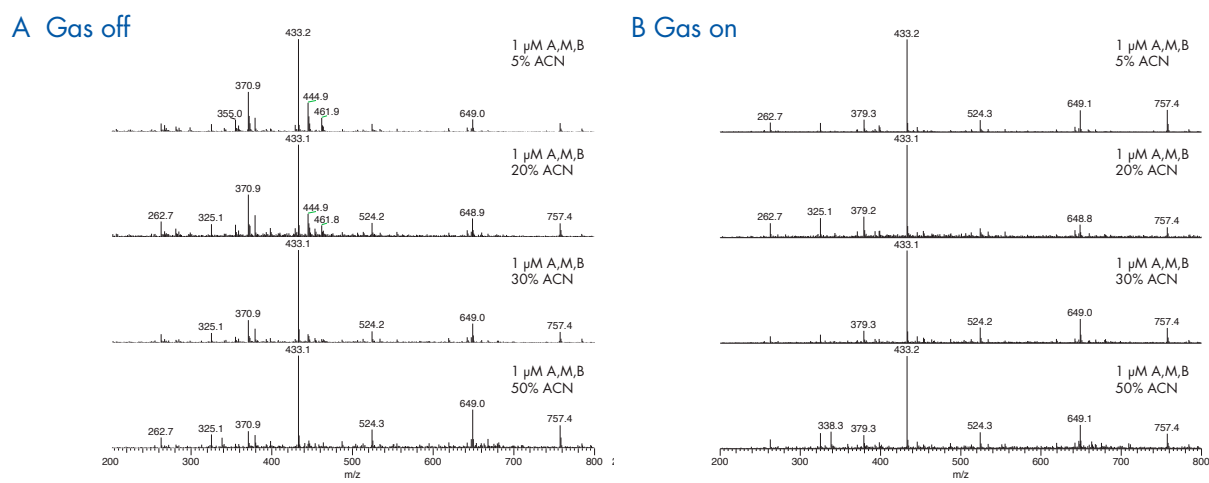 A Gas off
433.2
1 µM A,M,B
5% ACN
370.9
355.0
444.9
461.9
649.0
433.1
1 µM A,M,B
20% ACN
370.9
262.7
325.1
444.9
461.8
524.2
648.9
757.4
433.1
1 µM A,M,B
30% ACN
370.9
325.1
524.2
649.0
757.4
433.1
1 µM A,M,B
50% ACN
649.0
262.7
325.1
370.9
524.3
757.4
200 300 400 500 600 700 800
m/z
B Gas on
433.2
1 µM A,M,B
5% ACN
262.7
379.3
524.3
649.1
757.4
433.1
1 µM A,M,B
20% ACN
262.7
325.1
379.2
648.8
757.4
433.1
1 µM A,M,B
30% ACN
379.3
524.2
649.0
757.4
433.2
1 µM A,M,B
50% ACN
338.3
379.3
524.3
649.1
757.4
200 300 400 500 600 700 800
m/z